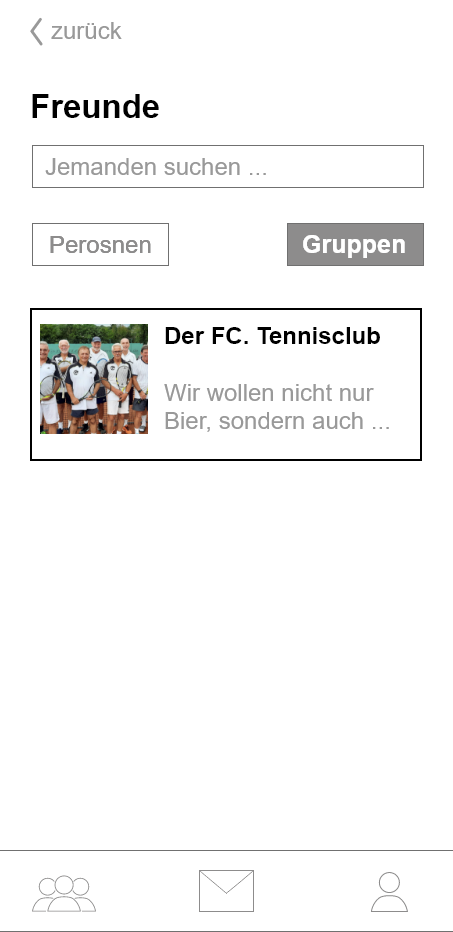 zurück
Freunde
Jemanden suchen ...
Perosnen
Gruppen
Der FC. Tennisclub
Wir wollen nicht nur
Bier, sondern auch ...